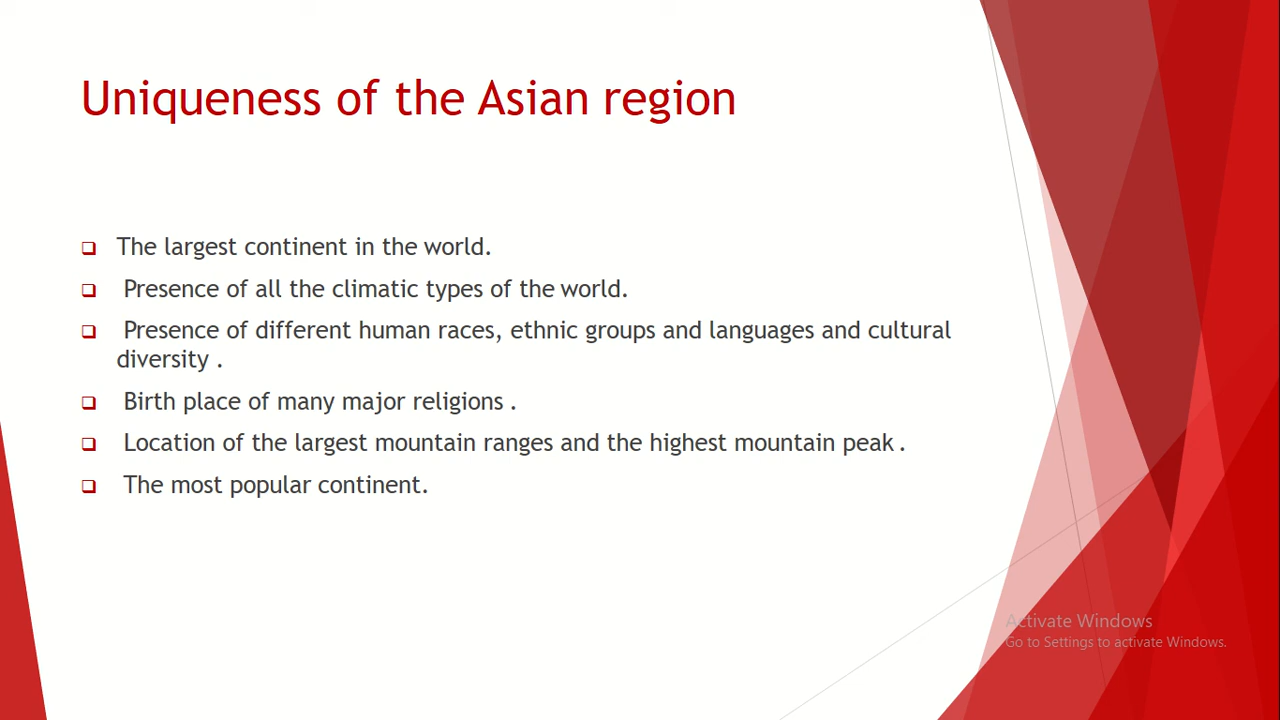 Uniqueness of the Asian region
❑ The largest continent in the world.
❑ Presence of all the climatic types of the world.
❑ Presence of different human races, ethnic groups and languages and cultural
diversity .
❑ Birth place of many major religions .
❑ Location of the largest mountain ranges and the highest mountain peak .
❑ The most popular continent.
Activate Windows
Go to Settings to activate Windows.